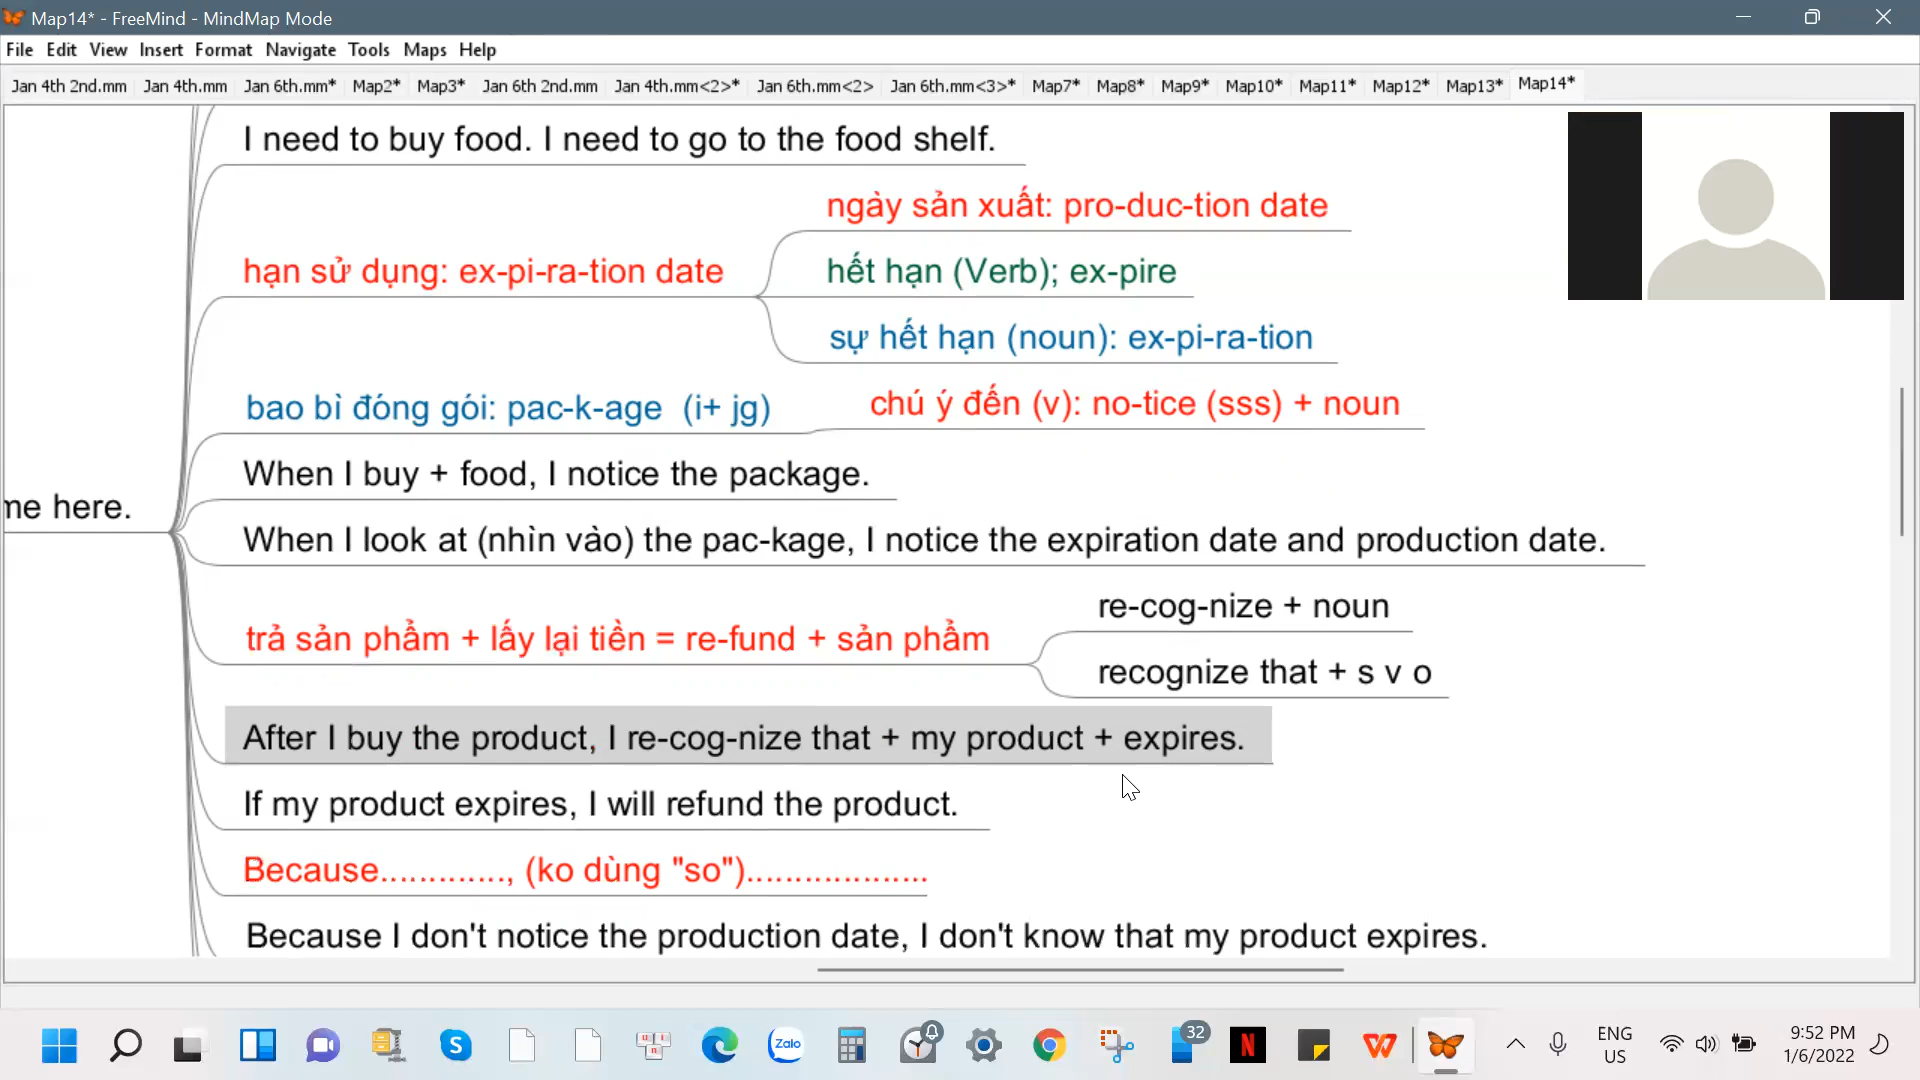 Map14* - FreeMind - MindMap Mode
File Edit View Insert Format Navigate Tools Maps Help
Jan 4th 2nd.mm Jan 4th.mm Jan 6th.mm* Map2* Map3* Jan 6th 2nd.mm Jan 4th.mm<2>* Jan 6th.mm<2> Jan 6th.mm<3>* Map7* Map8* Map9* Map10* Map11* Map12* Map13* Map14*
I need to buy food. I need to go to the food shelf.
ngày sản xuất: pro-duc-tion date
hạn sử dụng: ex-pi-ra-tion date
hết hạn (Verb); ex-pire
sự hết hạn (noun): ex-pi-ra-tion
bao bì đóng gói: pac-k-age (i+ jg)
chú ý đến (v): no-tice (sss) + noun
When I buy + food, I notice the package.
me here.
When I look at (nhìn vào) the pac-kage, I notice the expiration date and production date.
re-cog-nize + noun
trả sản phẩm + lấy lại tiền = re-fund + sản phẩm
recognize that + s v o
After I buy the product, I re-cog-nize that + my product + expires.
If my product expires, I will refund the product.
Because............., (ko dùng "so")...................
Because I don't notice the production date, I don't know that my product expires.
Zalo
32
N
ENG
US
9:52 PM
1/6/2022